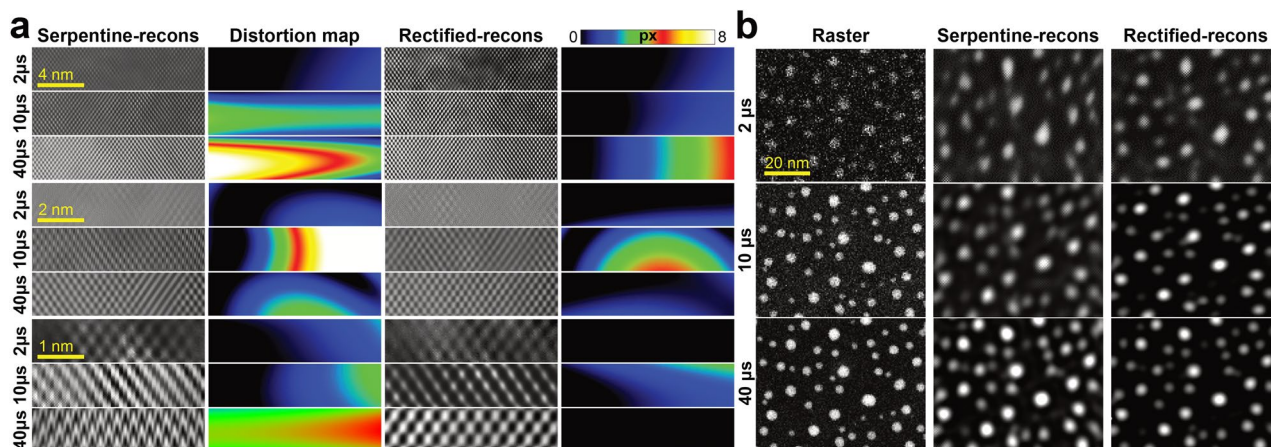 a
Serpentine-recons Distortion map Rectified-recons 0 px 8
2μs
4 nm
10μs
40μs
2μs
2 nm
10μs
40μs
2μs
1 nm
10μs
40μs
b
Raster Serpentine-recons Rectified-recons
2 μs
20 nm
10 μs
40 μs